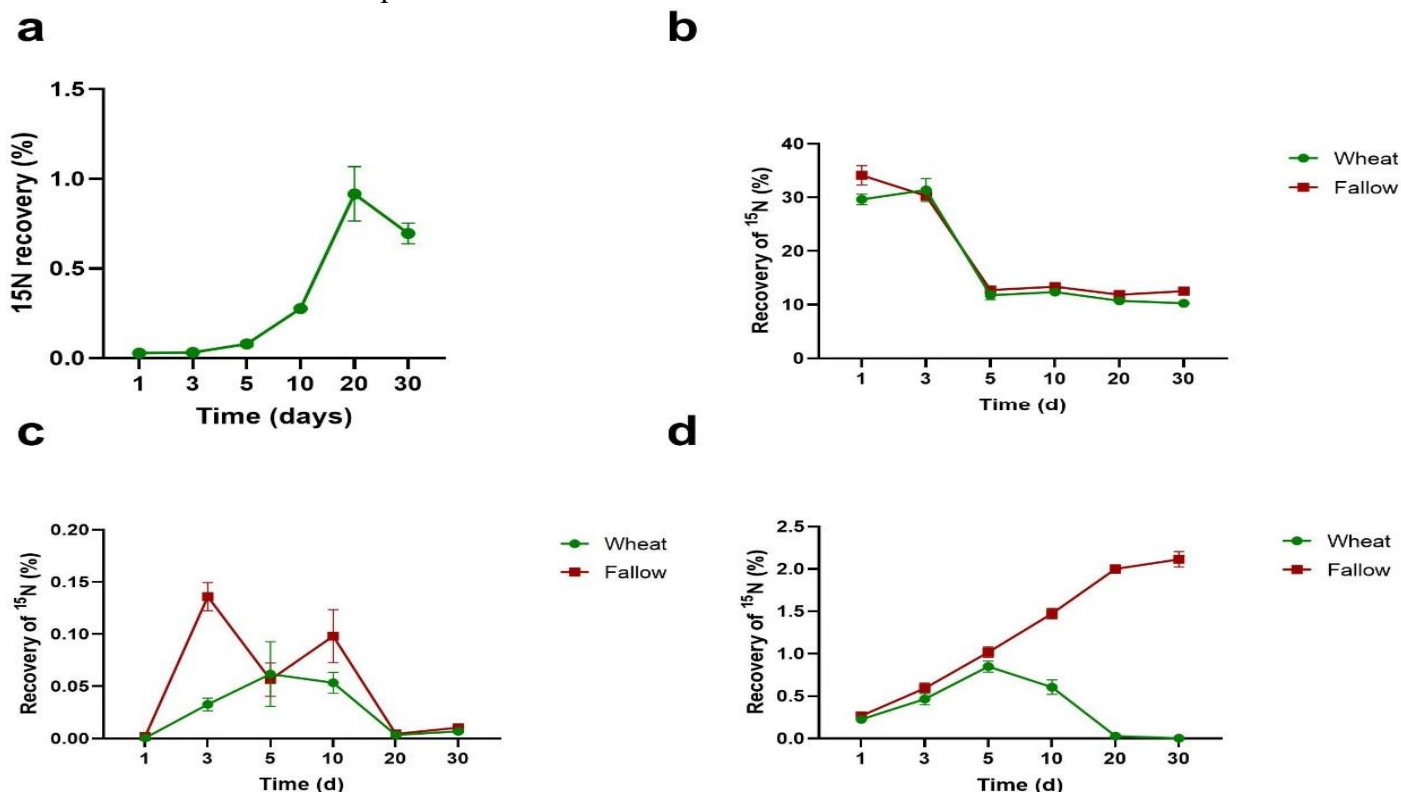 a
1.5
1.0
0.5
0.0
15N recovery (%)
1 3 5 10 20 30
Time (days)
b
40
30
20
10
0
Recovery of ¹⁵N (%)
1 3 5 10 20 30
Time (d)
Wheat
Fallow
c
0.20
0.15
0.10
0.05
0.00
Recovery of ¹⁵N (%)
1 3 5 10 20 30
Time (d)
Wheat
Fallow
d
2.5
2.0
1.5
1.0
0.5
0.0
Recovery of ¹⁵N (%)
1 3 5 10 20 30
Time (d)
Wheat
Fallow